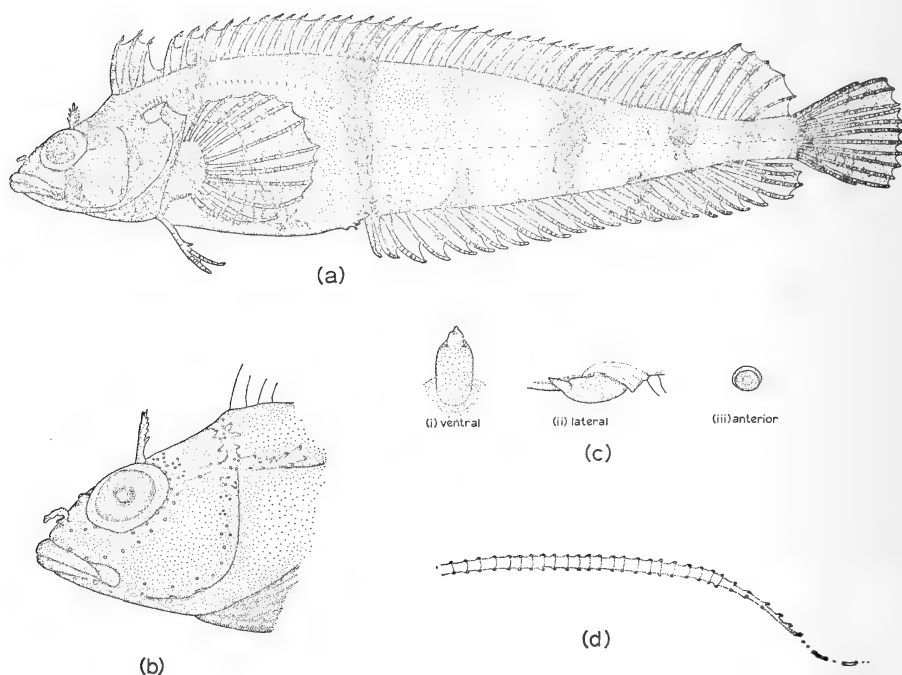 (a)
(i) ventral
(ii) lateral
(iii) anterior
(c)
(b)
(d)